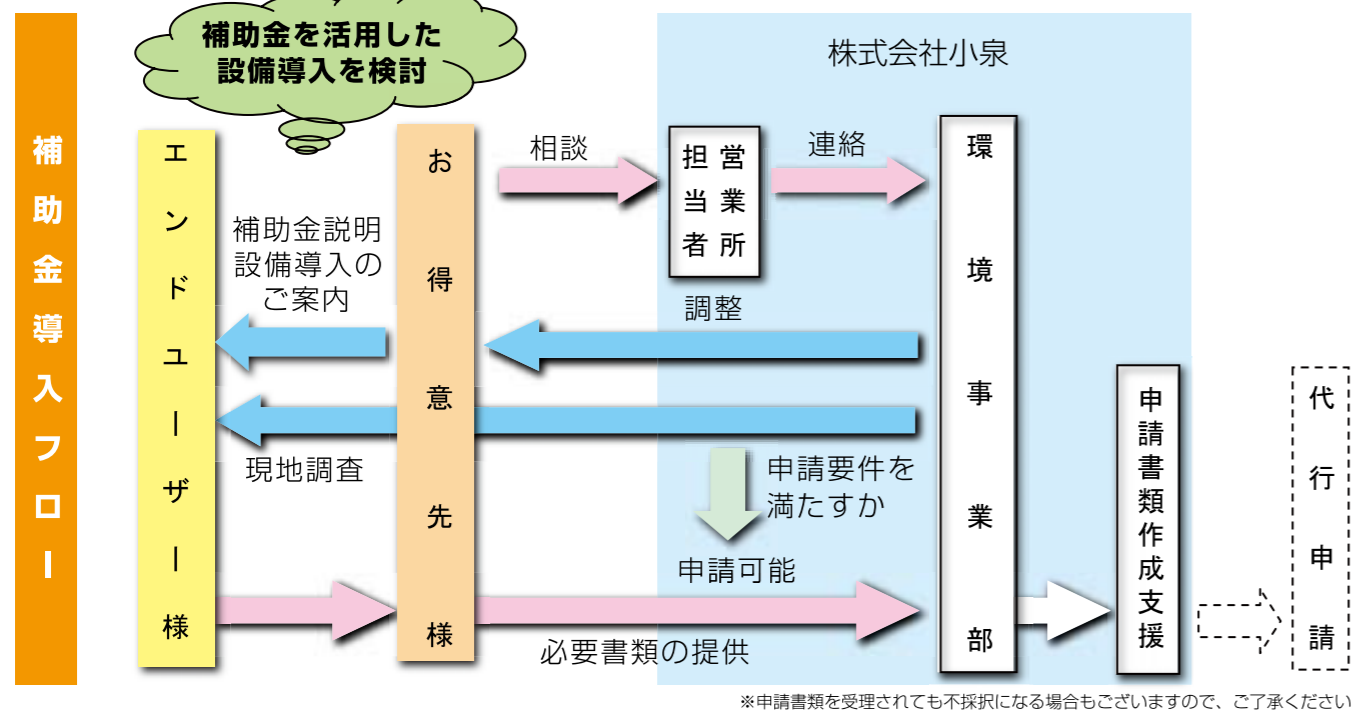 補助金導入フロー
補助金を活用した
設備導入を検討
株式会社小泉
エンドユーザー様
お得意先様
相談
営業所
担当者
連絡
環境事業部
補助金説明
設備導入の
ご案内
調整
現地調査
申請要件を
満たすか
申請可能
必要書類の提供
申請書類作成支援
代行申請
※申請書類を受理されても不採択になる場合もございますので、ご了承ください